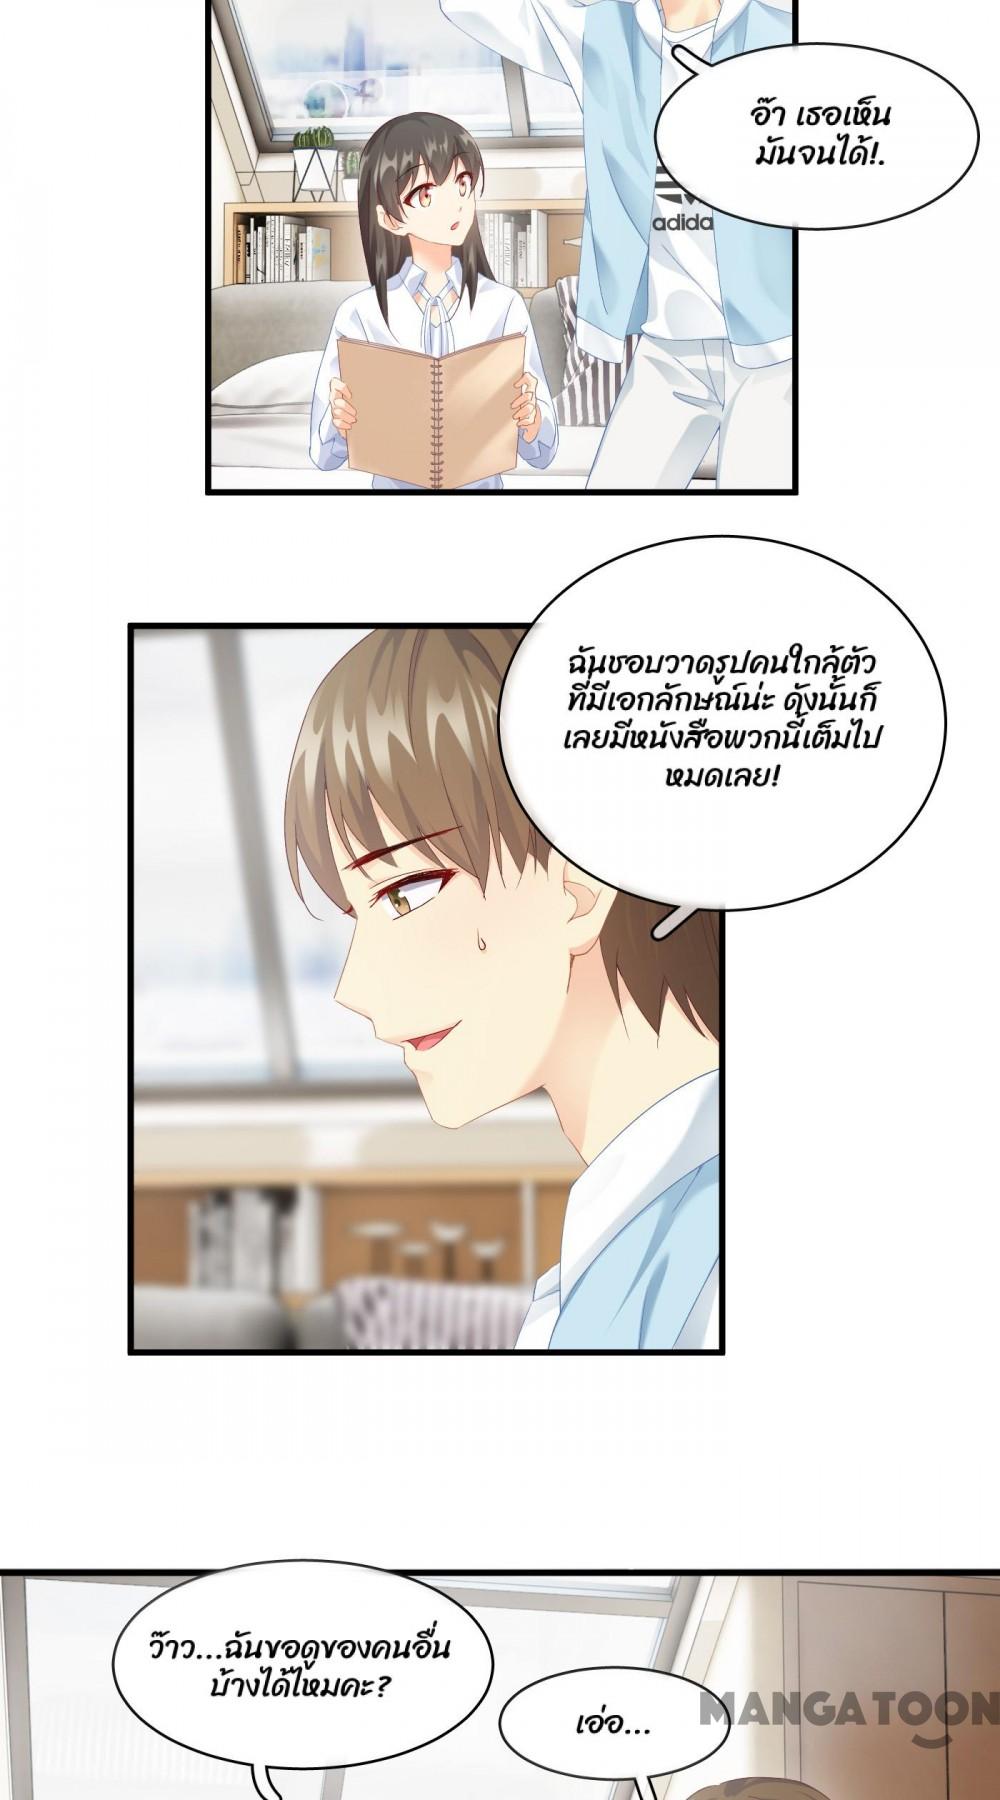 อ๊า เธอเห็น
มันจนได้!.
adida
ฉันชอบวาดรูปคนใกล้ตัว
ที่มีเอกลักษณ์น่ะ ดังนั้นก็
เลยมีหนังสือพวกนี้เต็มไป
หมดเลย!
ว๊าว...ฉันขอดูของคนอื่น
บ้างได้ไหมคะ?
เอ่อ...
MANGATOON